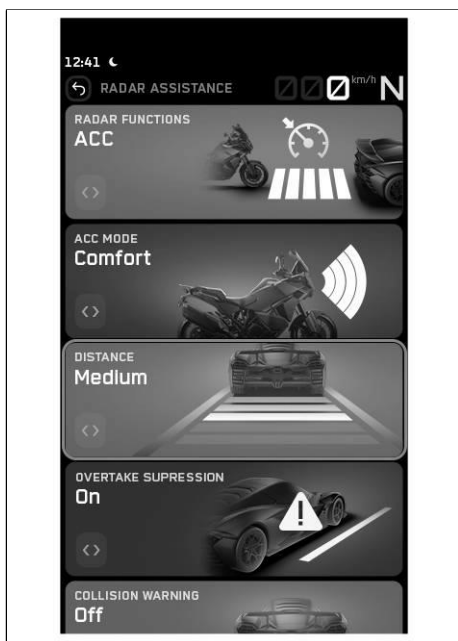 12:41
RADAR ASSISTANCE 000 km/h N
RADAR FUNCTIONS
ACC
ACC MODE
Comfort
DISTANCE
Medium
OVERTAKE SUPRESSION
On
COLLISION WARNING
Off